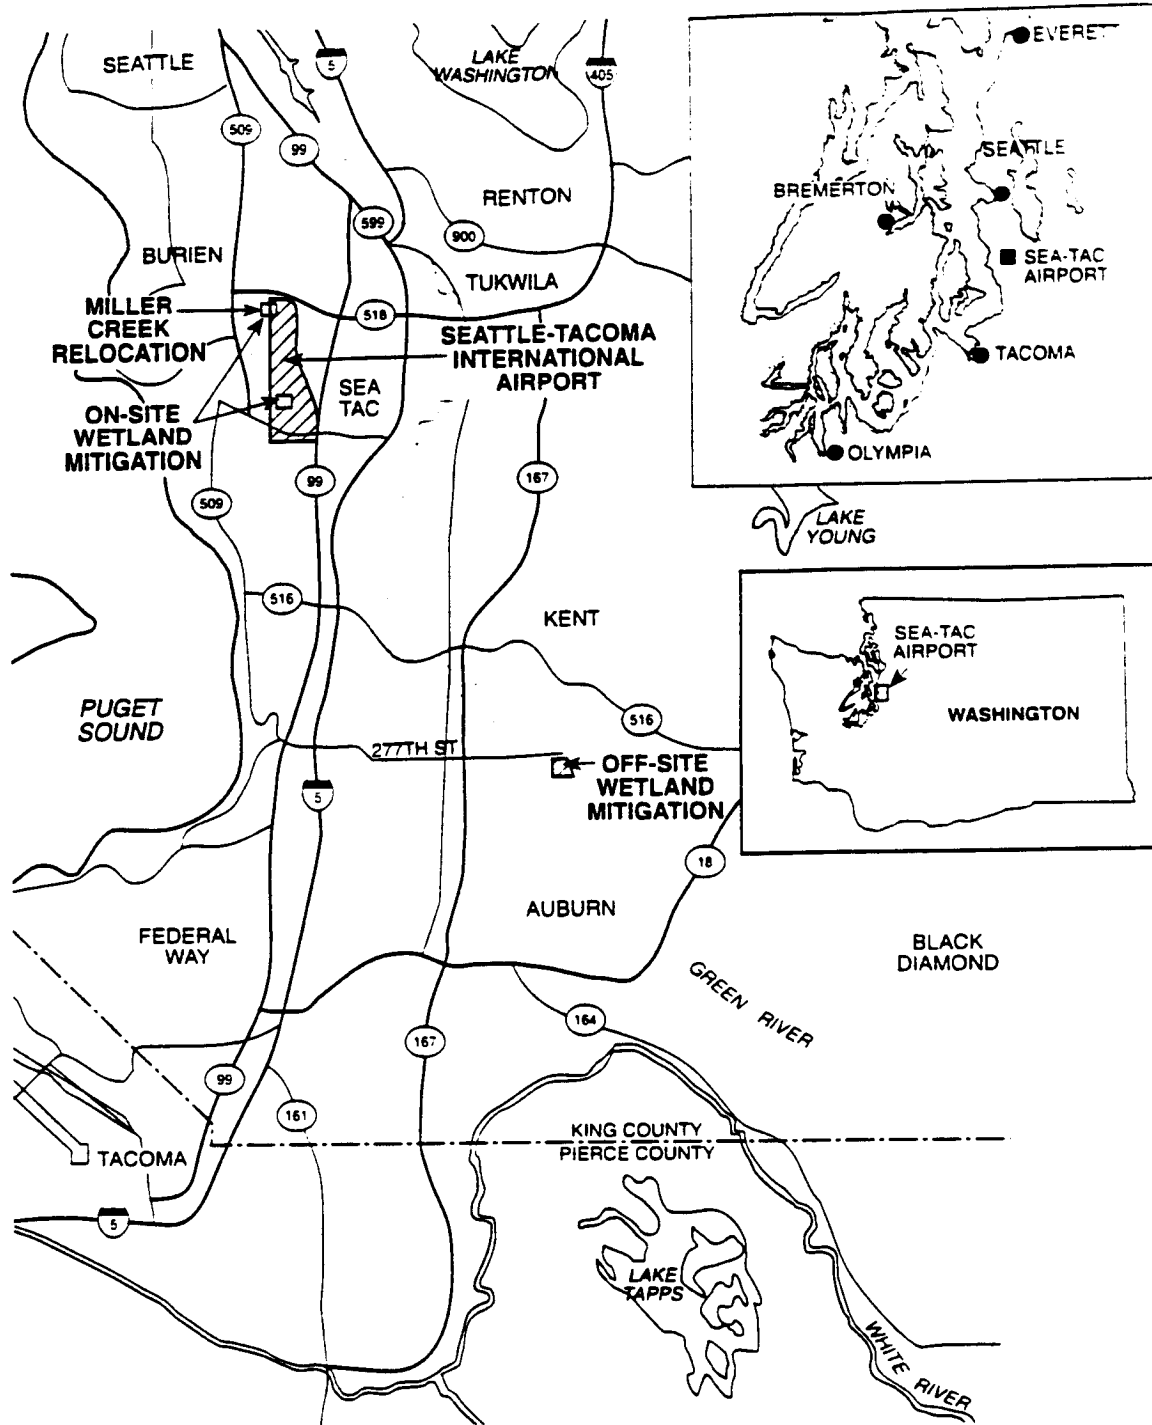 SEATTLE
5
LAKE
WASHINGTON
405
509
99
RENTON
599
900
BURIEN
TUKWILA
MILLER
CREEK
RELOCATION
518
SEATTLE-TACOMA
INTERNATIONAL
AIRPORT
SEA
TAC
ON-SITE
WETLAND
MITIGATION
99
167
509
516
KENT
PUGET
SOUND
516
277TH ST
OFF-SITE
WETLAND
MITIGATION
5
18
AUBURN
FEDERAL
WAY
BLACK
DIAMOND
GREEN RIVER
164
167
99
161
KING COUNTY
PIERCE COUNTY
TACOMA
5
LAKE
TAPPS
WHITE RIVER
EVERETT
SEATTLE
BREMERTON
SEA-TAC
AIRPORT
TACOMA
OLYMPIA
LAKE
YOUNG
SEA-TAC
AIRPORT
WASHINGTON